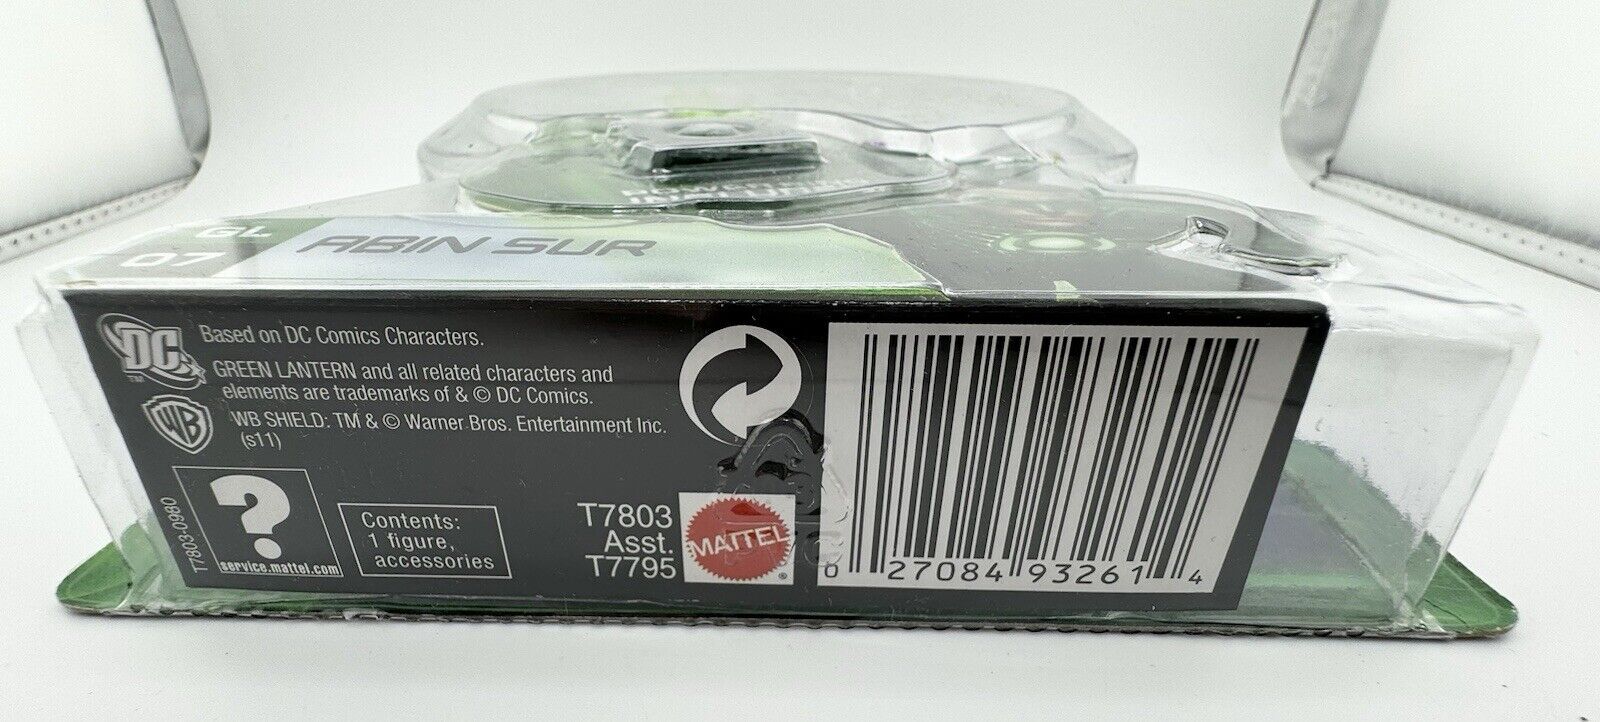 GL
07
ABIN SUR
DC
TM
Based on DC Comics Characters.
GREEN LANTERN and all related characters and
elements are trademarks of & © DC Comics.
WB
WB SHIELD: TM & © Warner Bros. Entertainment Inc.
(s11)
T7803-0980
?
service.mattel.com
Contents:
1 figure,
accessories
T7803
Asst.
T7795
MATTEL
®
0 27084 93261 4